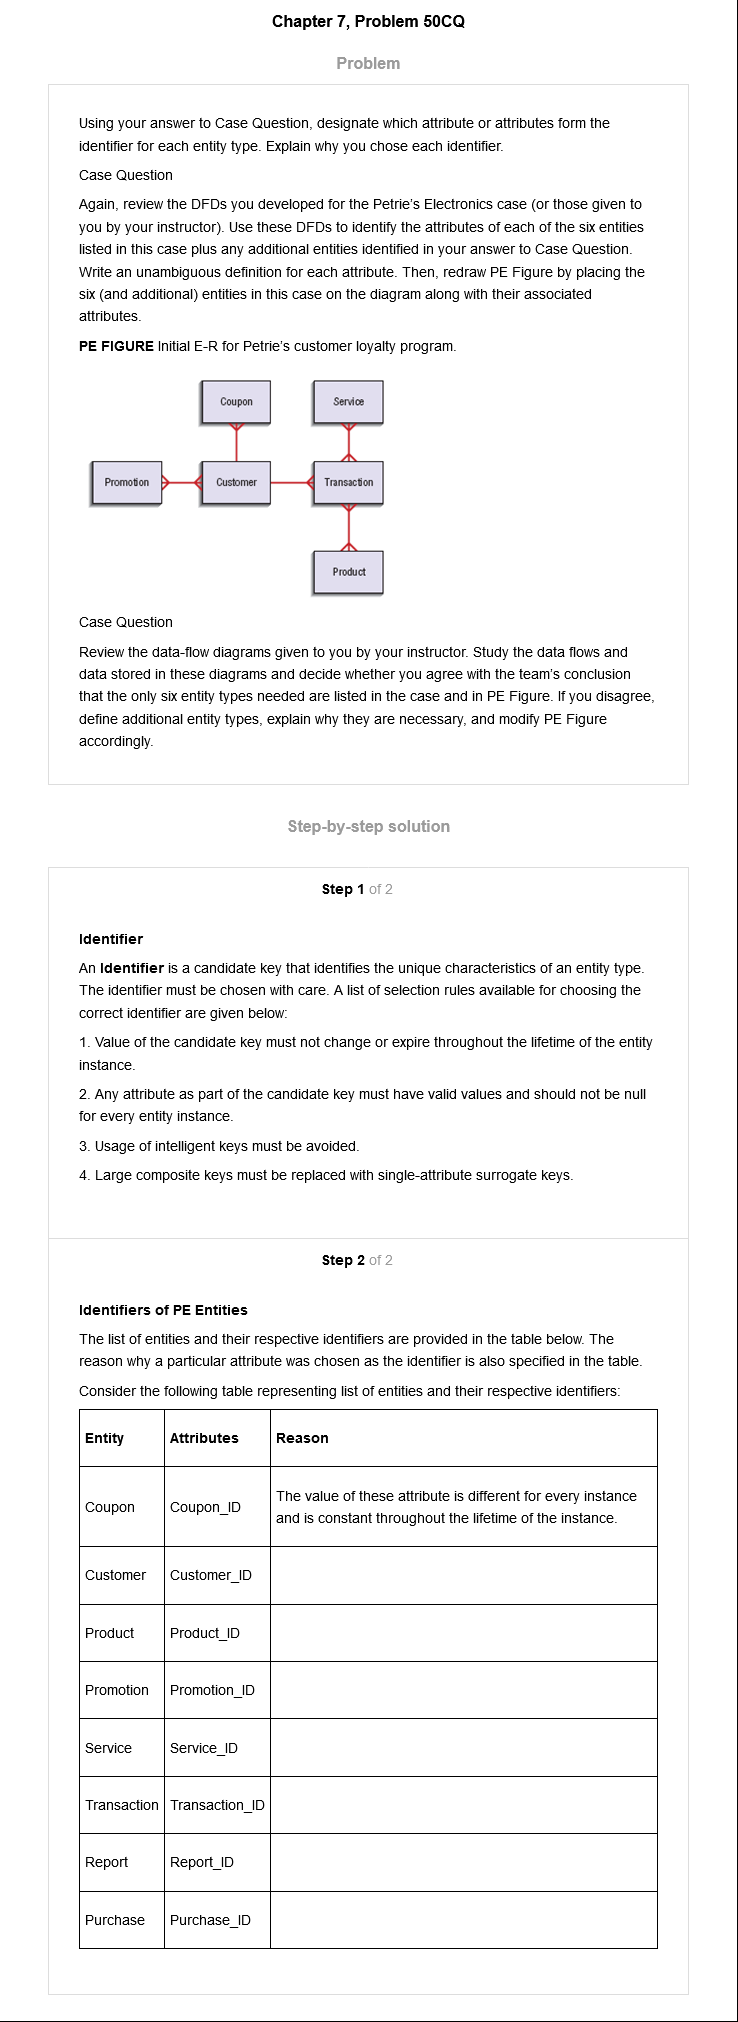 Chapter 7, Problem 50CQ
Problem
Using your answer to Case Question, designate which attribute or attributes form the
identifier for each entity type. Explain why you chose each identifier.
Case Question
Again, review the DFDs you developed for the Petrie's Electronics case (or those given to
you by your instructor). Use these DFDs to identify the attributes of each of the six entities
listed in this case plus any additional entities identified in your answer to Case Question.
Write an unambiguous definition for each attribute. Then, redraw PE Figure by placing the
six (and additional) entities in this case on the diagram along with their associated
attributes.
PE FIGURE Initial E-R for Petrie's customer loyalty program.
Coupon
Service
Promotion
Customer
Transaction
Product
Case Question
Review the data-flow diagrams given to you by your instructor. Study the data flows and
data stored in these diagrams and decide whether you agree with the team's conclusion
that the only six entity types needed are listed in the case and in PE Figure. If you disagree,
define additional entity types, explain why they are necessary, and modify PE Figure
accordingly.
Step-by-step solution
Step 1 of 2
Identifier
An Identifier is a candidate key that identifies the unique characteristics of an entity type.
The identifier must be chosen with care. A list of selection rules available for choosing the
correct identifier are given below:
1. Value of the candidate key must not change or expire throughout the lifetime of the entity
instance.
2. Any attribute as part of the candidate key must have valid values and should not be null
for every entity instance.
3. Usage of intelligent keys must be avoided.
4. Large composite keys must be replaced with single-attribute surrogate keys.
Step 2 of 2
Identifiers of PE Entities
The list of entities and their respective identifiers are provided in the table below. The
reason why a particular attribute was chosen as the identifier is also specified in the table.
Consider the following table representing list of entities and their respective identifiers:
Entity Attributes Reason
Coupon Coupon_ID The value of these attribute is different for every instance
and is constant throughout the lifetime of the instance.
Customer Customer_ID
Product Product_ID
Promotion Promotion_ID
Service Service_ID
Transaction Transaction_ID
Report Report_ID
Purchase Purchase_ID